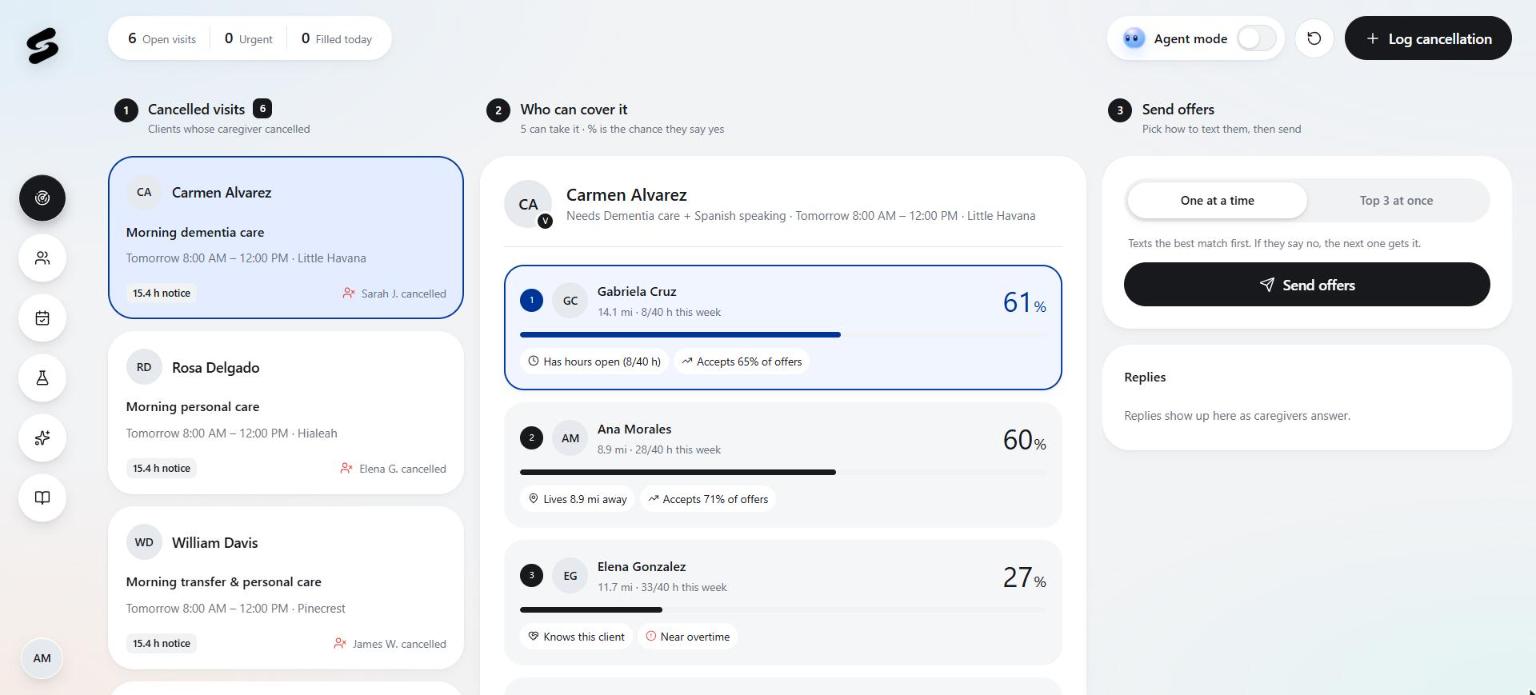 6 Open visits
0 Urgent
0 Filled today
Agent mode
Log cancellation
1 Cancelled visits 6
Clients whose caregiver cancelled
CA Carmen Alvarez
Morning dementia care
Tomorrow 8:00 AM – 12:00 PM · Little Havana
15.4 h notice
Sarah J. cancelled
RD Rosa Delgado
Morning personal care
Tomorrow 8:00 AM – 12:00 PM · Hialeah
15.4 h notice
Elena G. cancelled
WD William Davis
Morning transfer & personal care
Tomorrow 8:00 AM – 12:00 PM · Pinecrest
15.4 h notice
James W. cancelled
AM
2 Who can cover it
5 can take it · % is the chance they say yes
CA V
Carmen Alvarez
Needs Dementia care + Spanish speaking · Tomorrow 8:00 AM – 12:00 PM · Little Havana
1 GC Gabriela Cruz
14.1 mi · 8/40 h this week
61%
Has hours open (8/40 h)
Accepts 65% of offers
2 AM Ana Morales
8.9 mi · 28/40 h this week
60%
Lives 8.9 mi away
Accepts 71% of offers
3 EG Elena Gonzalez
11.7 mi · 33/40 h this week
27%
Knows this client
Near overtime
3 Send offers
Pick how to text them, then send
One at a time
Top 3 at once
Texts the best match first. If they say no, the next one gets it.
Send offers
Replies
Replies show up here as caregivers answer.